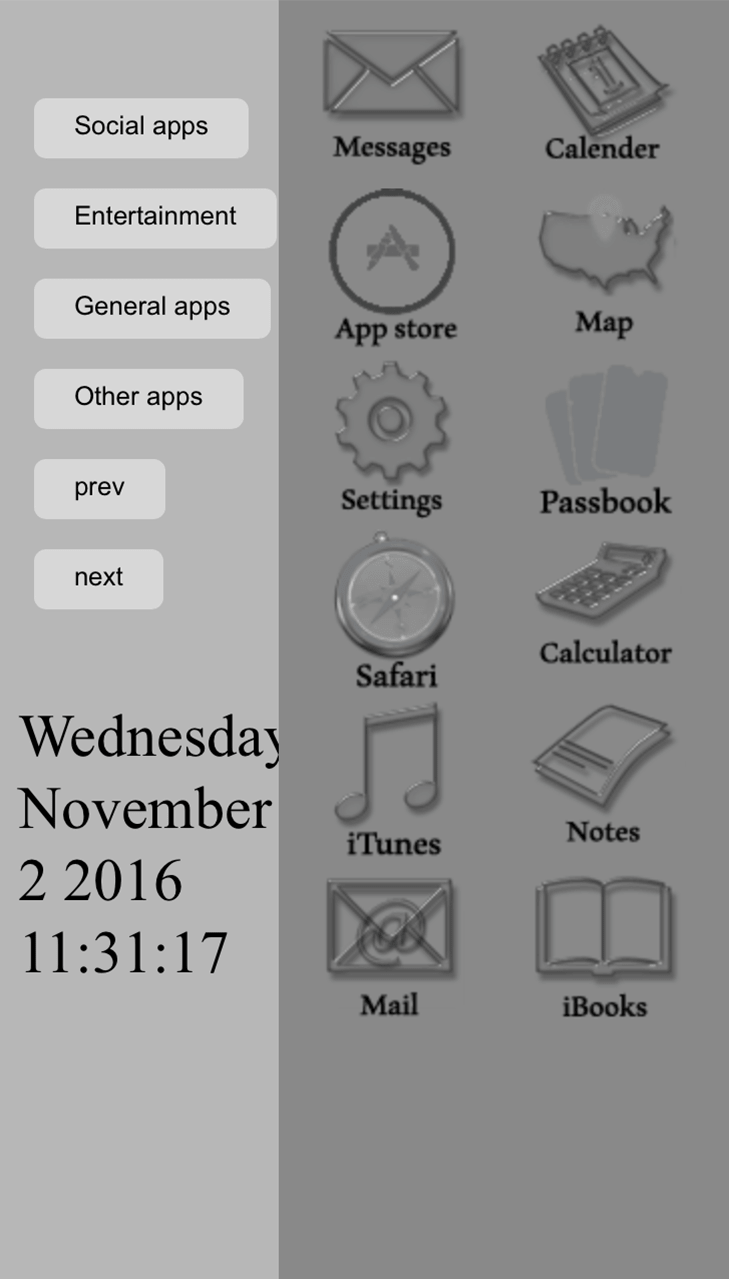 Social apps
Entertainment
General apps
Other apps
prev
next
Wednesday
November
2 2016
11:31:17
Messages
Calender
1
App store
Map
Settings
Passbook
Safari
Calculator
iTunes
Notes
@
Mail
iBooks